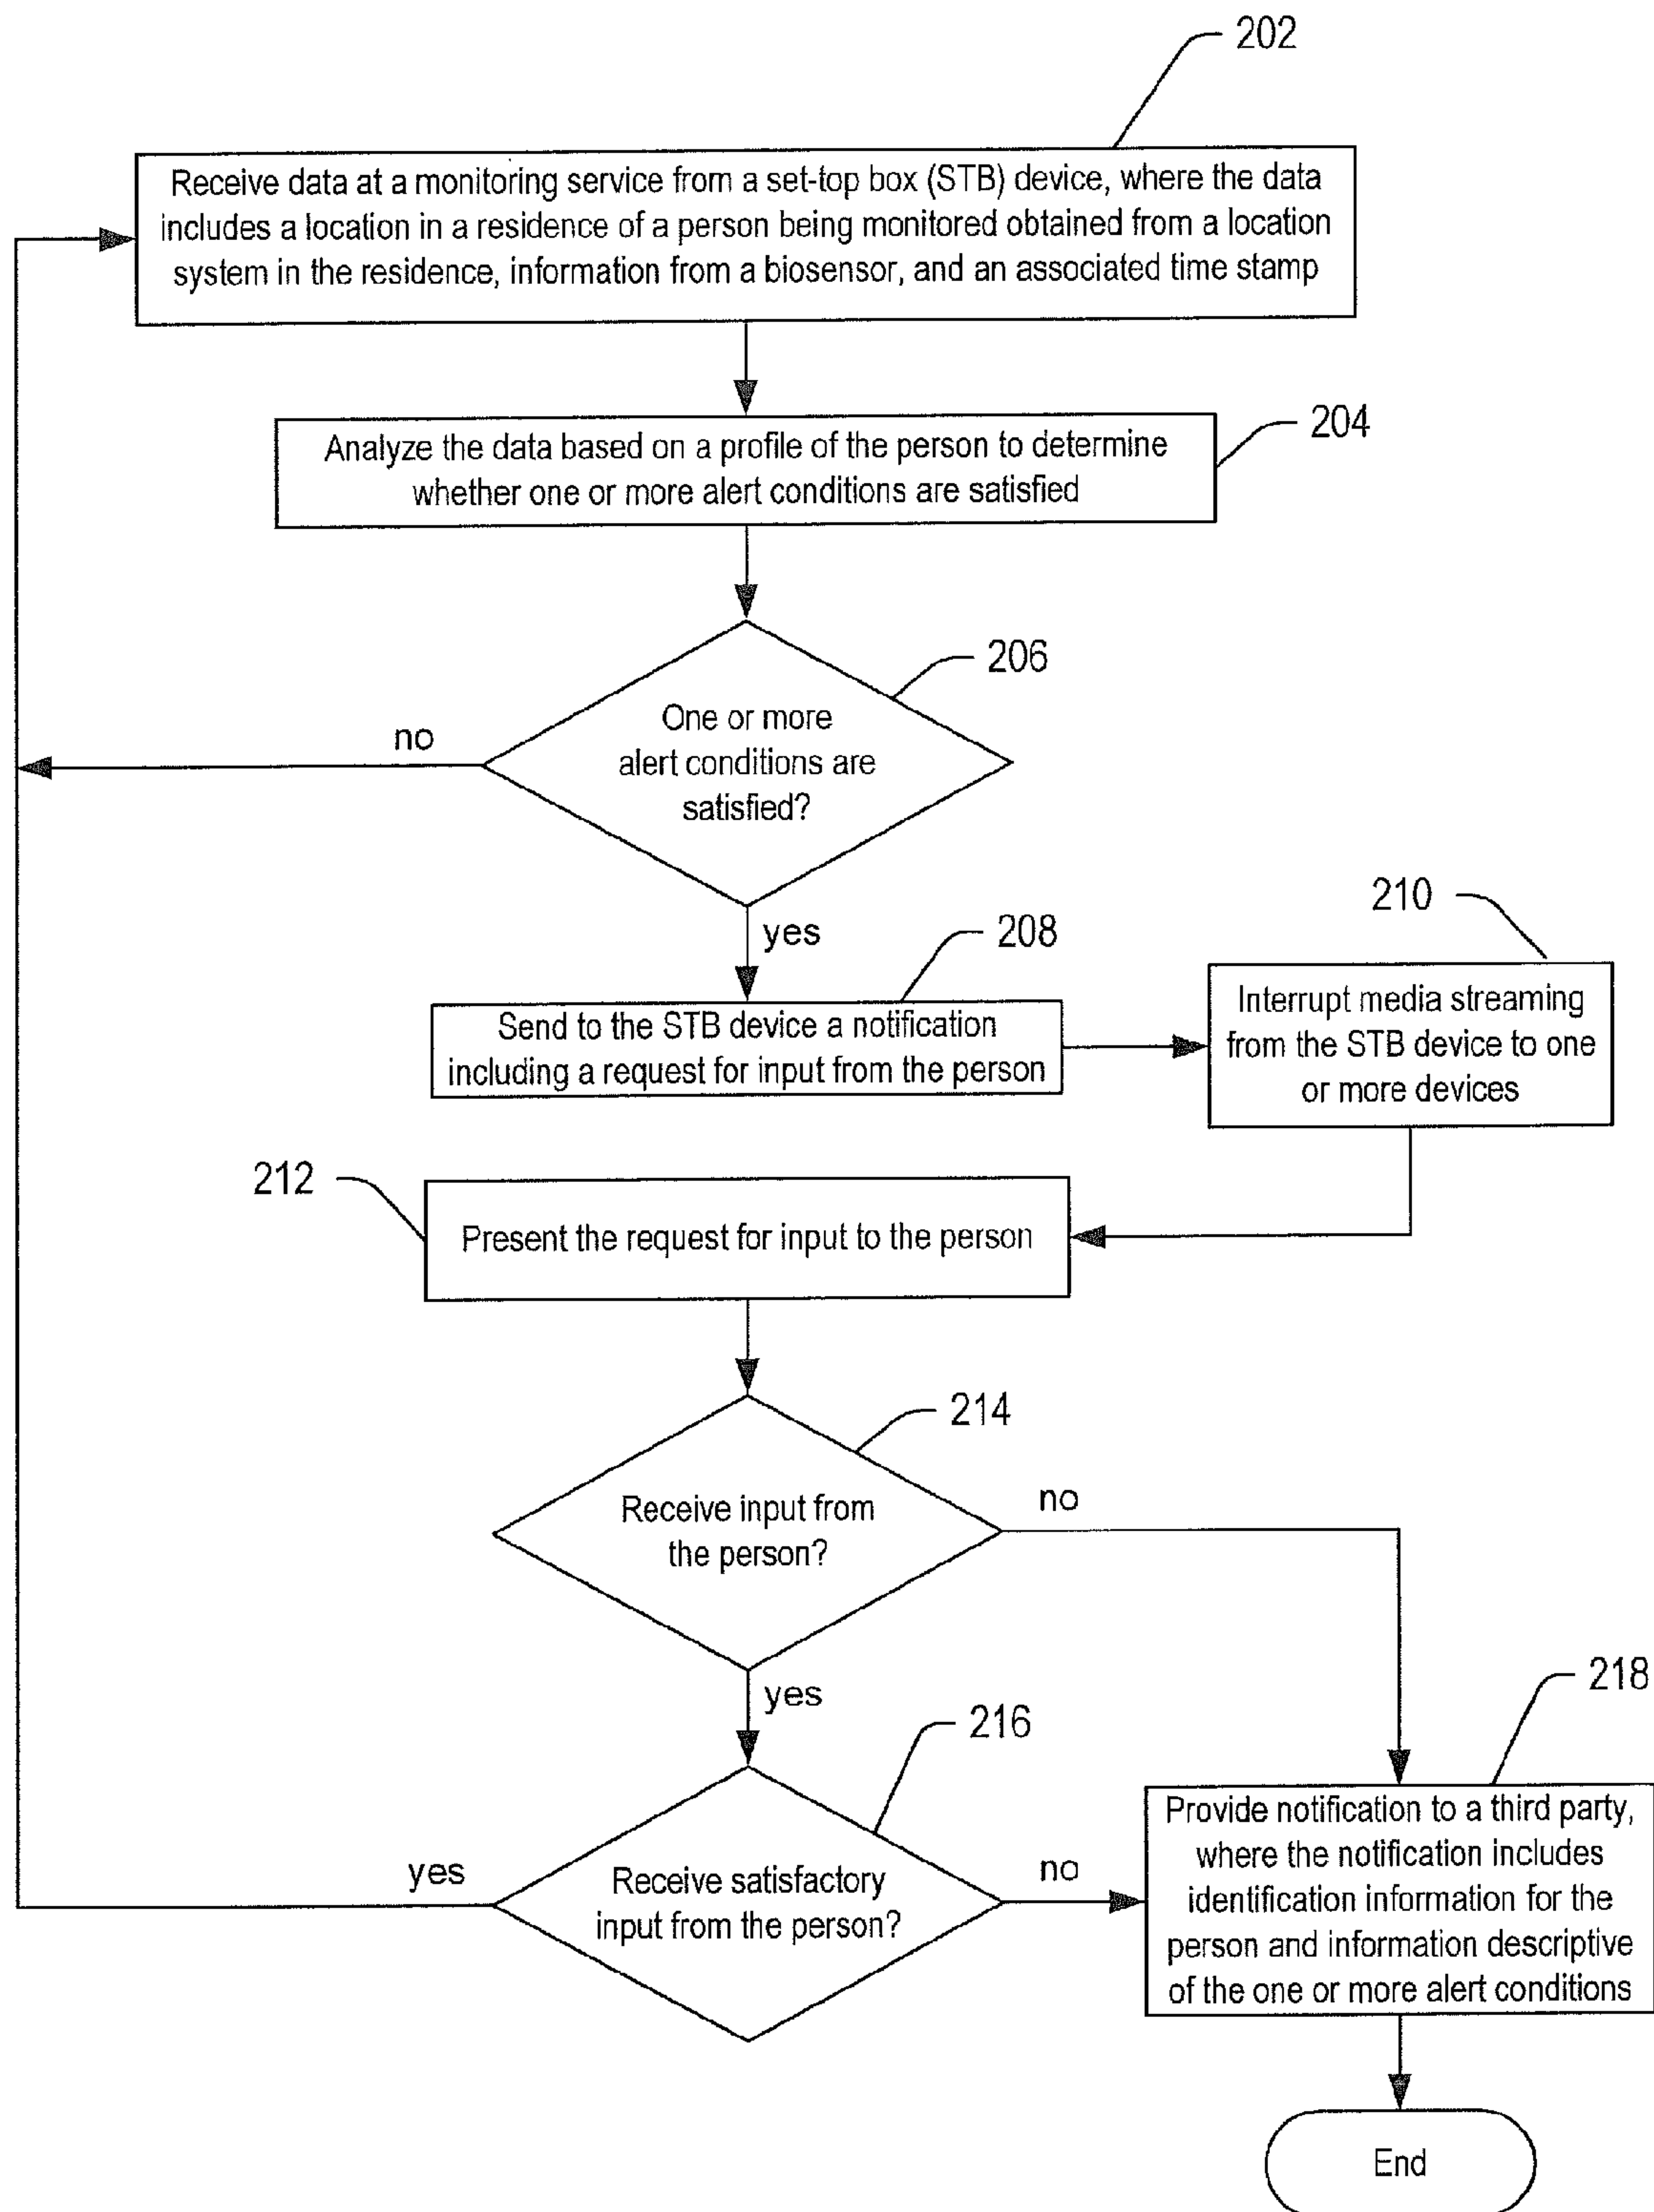 202
Receive data at a monitoring service from a set-top box (STB) device, where the data
includes a location in a residence of a person being monitored obtained from a location
system in the residence, information from a biosensor, and an associated time stamp
204
Analyze the data based on a profile of the person to determine
whether one or more alert conditions are satisfied
206
One or more
alert conditions are
satisfied?
no
yes
208
Send to the STB device a notification
including a request for input from the person
210
Interrupt media streaming
from the STB device to one
or more devices
212
Present the request for input to the person
214
Receive input from
the person?
no
yes
216
Receive satisfactory
input from the person?
yes
no
218
Provide notification to a third party,
where the notification includes
identification information for the
person and information descriptive
of the one or more alert conditions
End